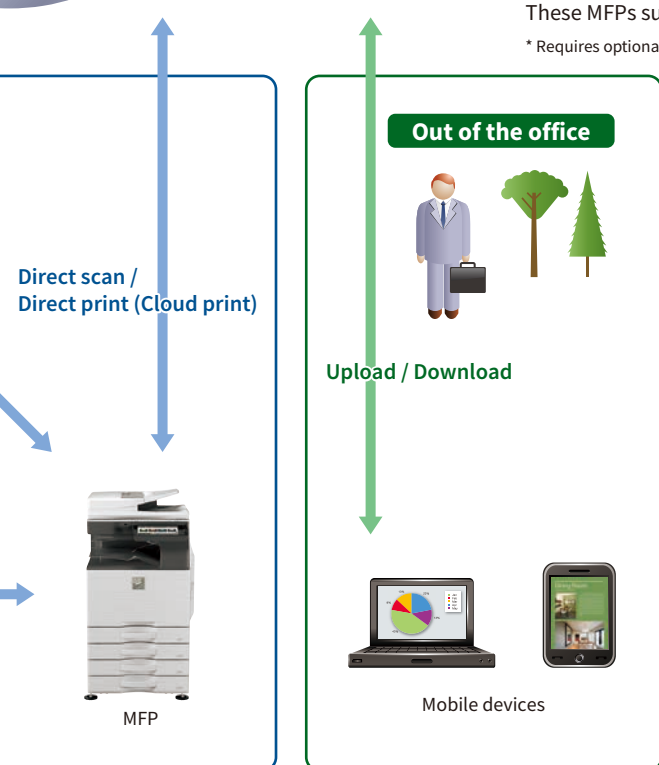 These MFPs su
* Requires optiona
Out of the office
Direct scan /
Direct print (Cloud print)
Upload / Download
MFP
Mobile devices